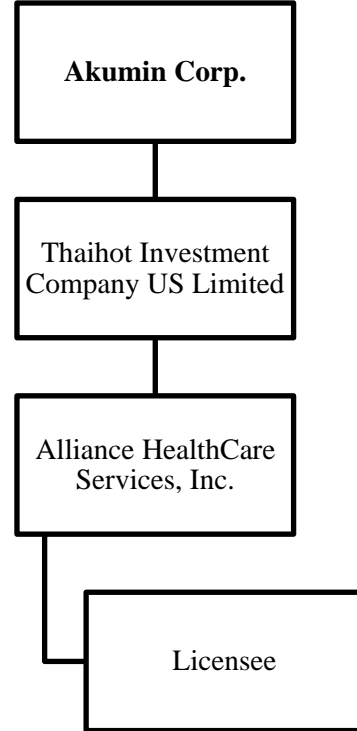 Akumin Corp.
Thaihot Investment
Company US Limited
Alliance HealthCare
Services, Inc.
Licensee